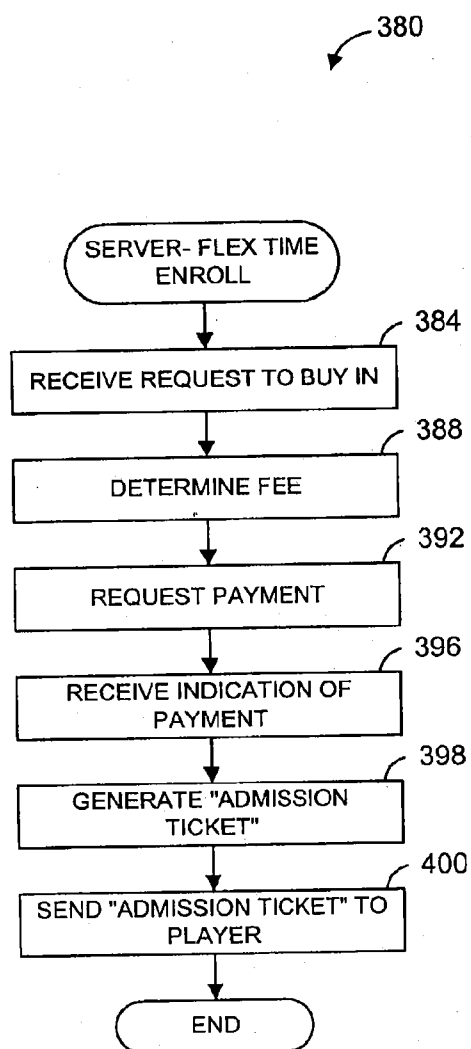 380
SERVER- FLEX TIME
ENROLL
384
RECEIVE REQUEST TO BUY IN
388
DETERMINE FEE
392
REQUEST PAYMENT
396
RECEIVE INDICATION OF
PAYMENT
398
GENERATE "ADMISSION
TICKET"
400
SEND "ADMISSION TICKET" TO
PLAYER
END